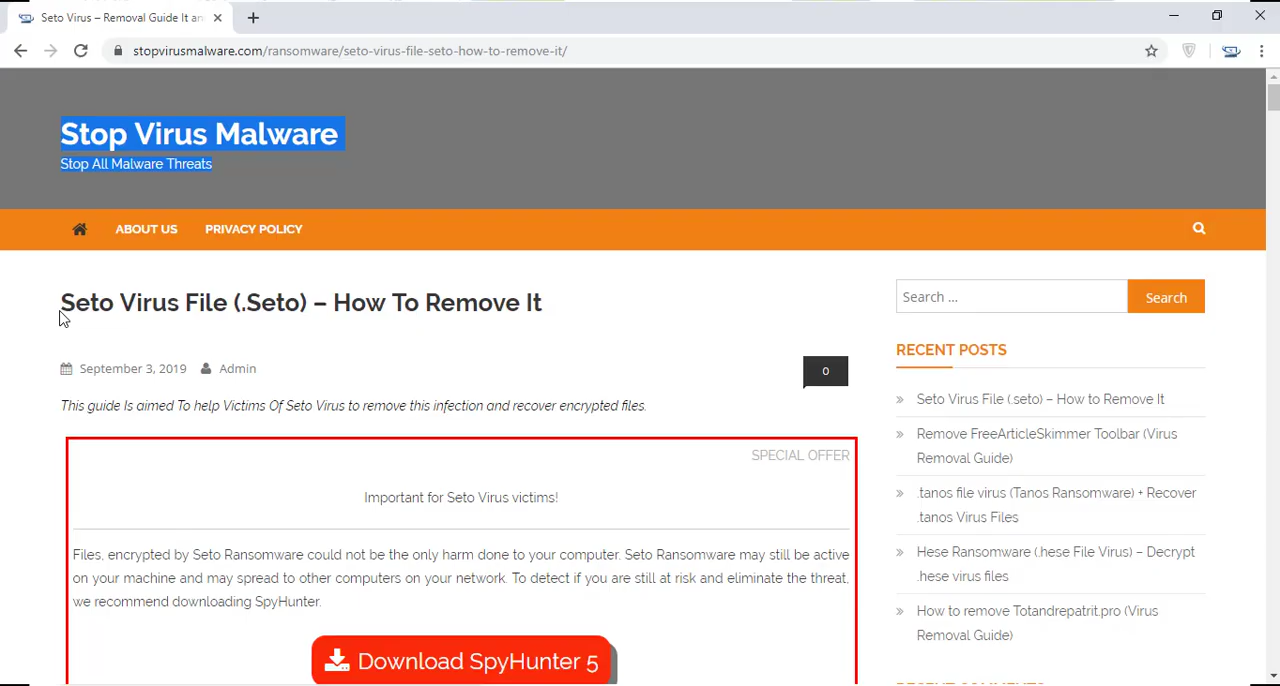 Seto Virus – Removal Guide It an
stopvirusmalware.com/ransomware/seto-virus-file-seto-how-to-remove-it/
Stop Virus Malware
Stop All Malware Threats
ABOUT US
PRIVACY POLICY
Seto Virus File (.Seto) – How To Remove It
September 3, 2019
Admin
0
This guide Is aimed To help Victims Of Seto Virus to remove this infection and recover encrypted files.
SPECIAL OFFER
Important for Seto Virus victims!
Files, encrypted by Seto Ransomware could not be the only harm done to your computer. Seto Ransomware may still be active
on your machine and may spread to other computers on your network. To detect if you are still at risk and eliminate the threat,
we recommend downloading SpyHunter.
Download SpyHunter 5
Search ...
Search
RECENT POSTS
Seto Virus File (.seto) – How to Remove It
Remove FreeArticleSkimmer Toolbar (Virus
Removal Guide)
.tanos file virus (Tanos Ransomware) + Recover
.tanos Virus Files
Hese Ransomware (.hese File Virus) – Decrypt
.hese virus files
How to remove Totandrepatrit.pro (Virus
Removal Guide)
RECENT COMMENTS